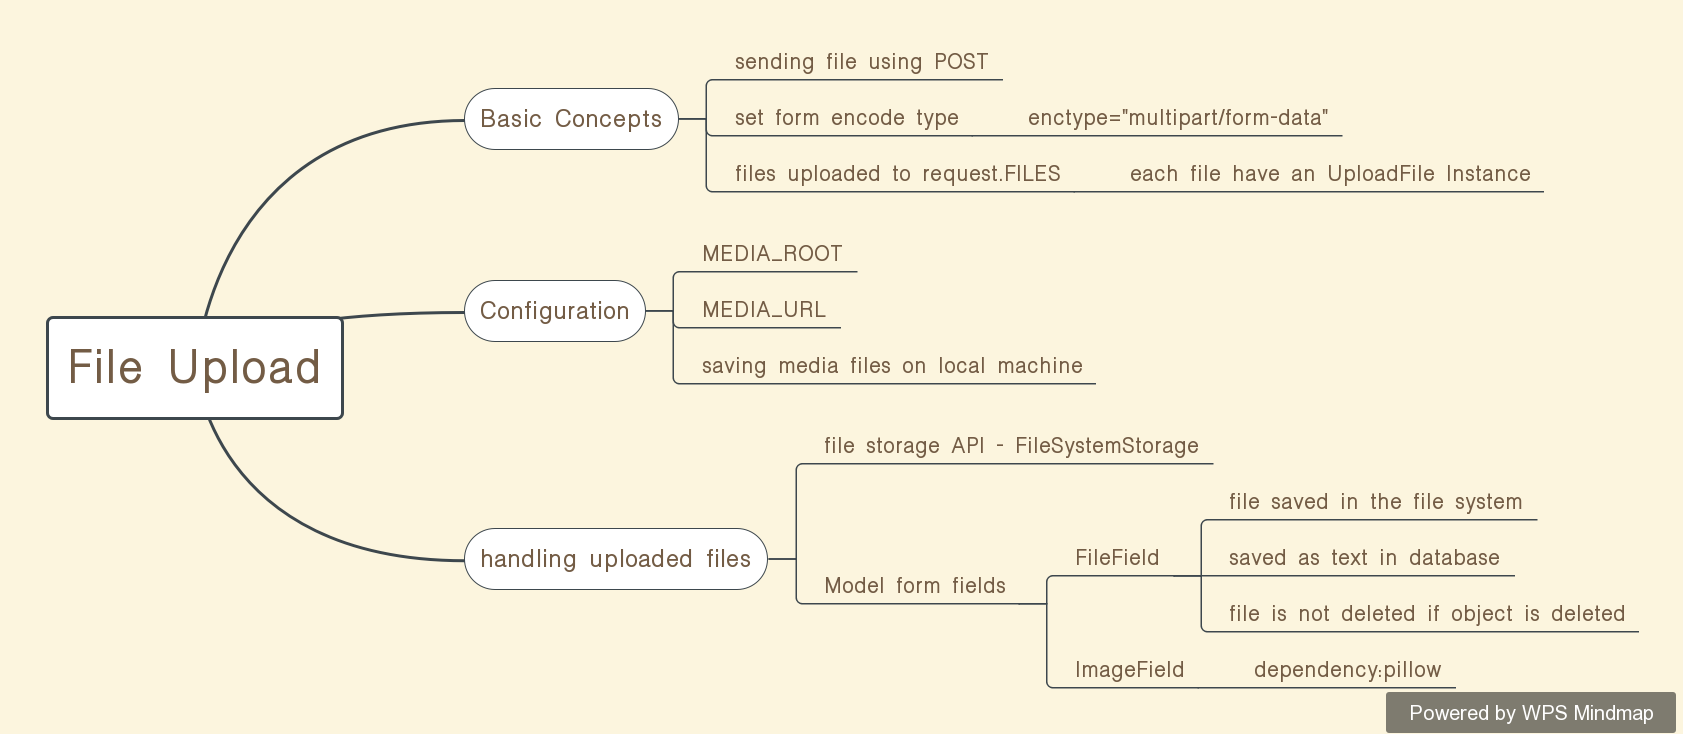 sending file using POST
Basic Concepts
set form encode type
enctype="multipart/form-data"
files uploaded to request.FILES
each file have an UploadFile Instance
MEDIA_ROOT
Configuration
MEDIA_URL
saving media files on local machine
File Upload
file storage API - FileSystemStorage
handling uploaded files
Model form fields
FileField
file saved in the file system
saved as text in database
file is not deleted if object is deleted
ImageField
dependency:pillow
Powered by WPS Mindmap